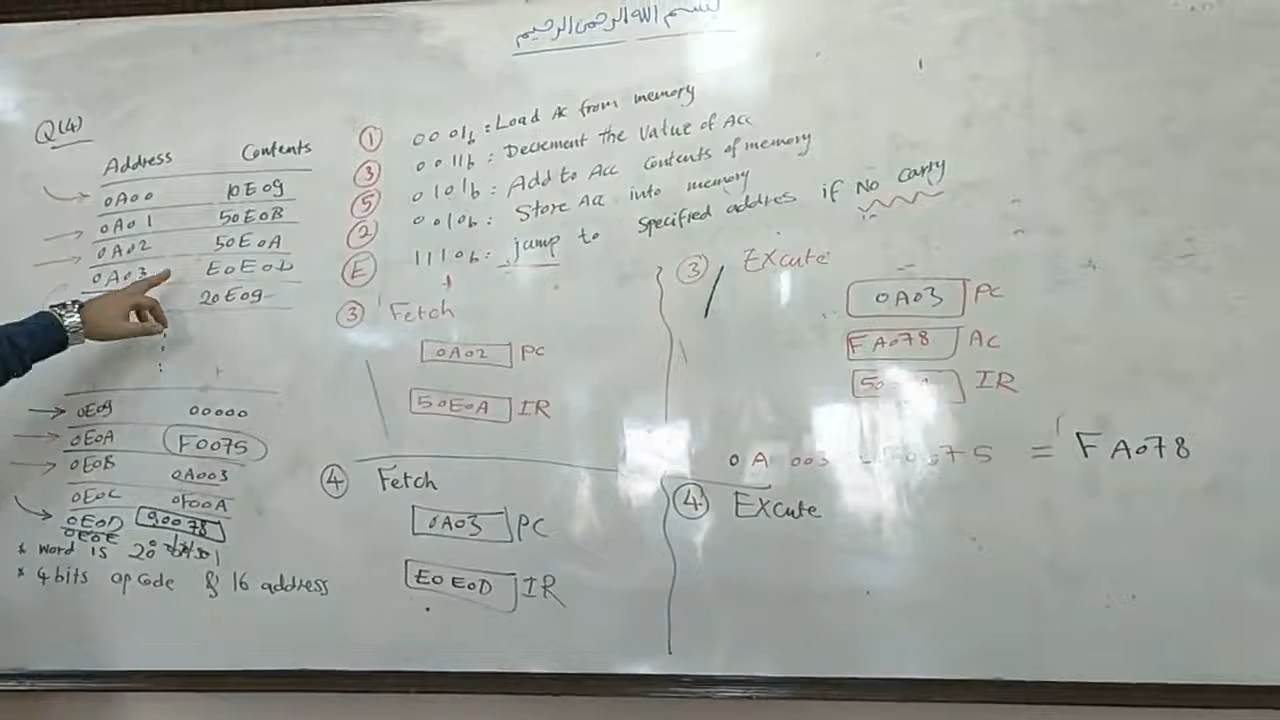 بسم الله الرحمن الرحيم
Q(4)
Address Contents
0A00 10E09
0A01 50E0B
0A02 50E0A
0A03 E0E0D
20E09
0E09 00000
0E0A F0075
0E0B 0A003
0E0C 0F00A
0E0D 90078
0E0E
* word is 20
* 4 bits op code & 16 address
① 0001b : Load Ac from memory
③ 0011b : Decrement the value of Acc
⑤ 0101b : Add to Acc contents of memory
② 0010b : Store Acc into memory
Ⓔ 1110b : jump to specified address if No carry
③ Fetch
0A02 PC
50E0A IR
③ EXcute
0A03 PC
FA078 AC
50 IR
0A003 = FA078
④ Fetch
0A03 PC
E0E0D IR
④ EXcute